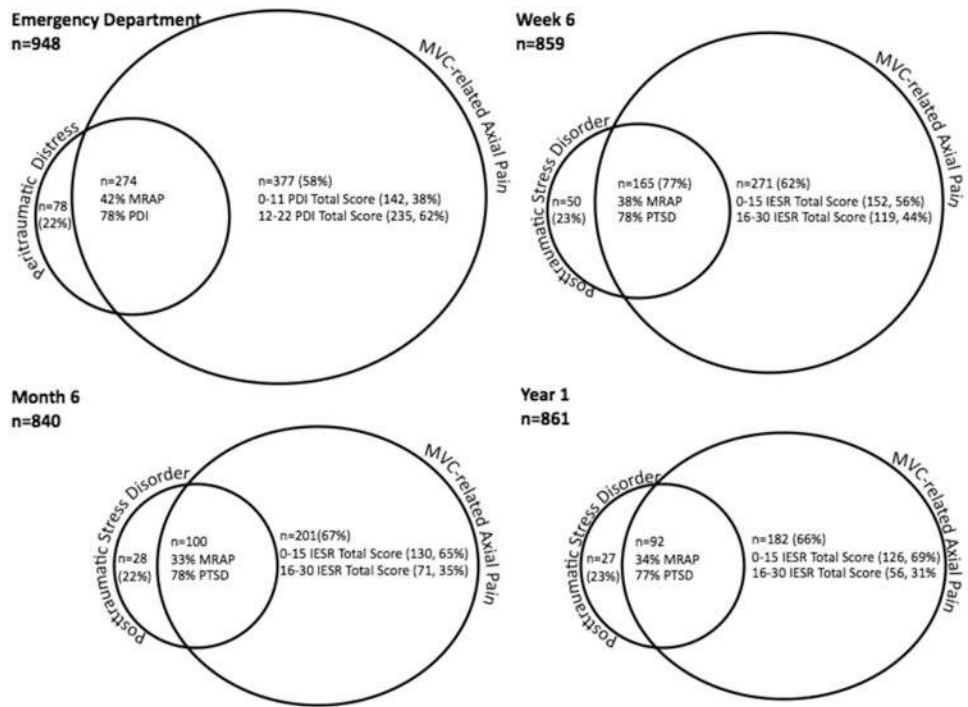 Emergency Department
n=948
Peritraumatic Distress
MVC-related Axial Pain
n=78
(22%)
n=274
42% MRAP
78% PDI
n=377 (58%)
0-11 PDI Total Score (142, 38%)
12-22 PDI Total Score (235, 62%)
Week 6
n=859
Posttraumatic Stress Disorder
MVC-related Axial Pain
n=50
(23%)
n=165 (77%)
38% MRAP
78% PTSD
n=271 (62%)
0-15 IESR Total Score (152, 56%)
16-30 IESR Total Score (119, 44%)
Month 6
n=840
Posttraumatic Stress Disorder
MVC-related Axial Pain
n=28
(22%)
n=100
33% MRAP
78% PTSD
n=201(67%)
0-15 IESR Total Score (130, 65%)
16-30 IESR Total Score (71, 35%)
Year 1
n=861
Posttraumatic Stress Disorder
MVC-related Axial Pain
n=27
(23%)
n=92
34% MRAP
77% PTSD
n=182 (66%)
0-15 IESR Total Score (126, 69%)
16-30 IESR Total Score (56, 31%